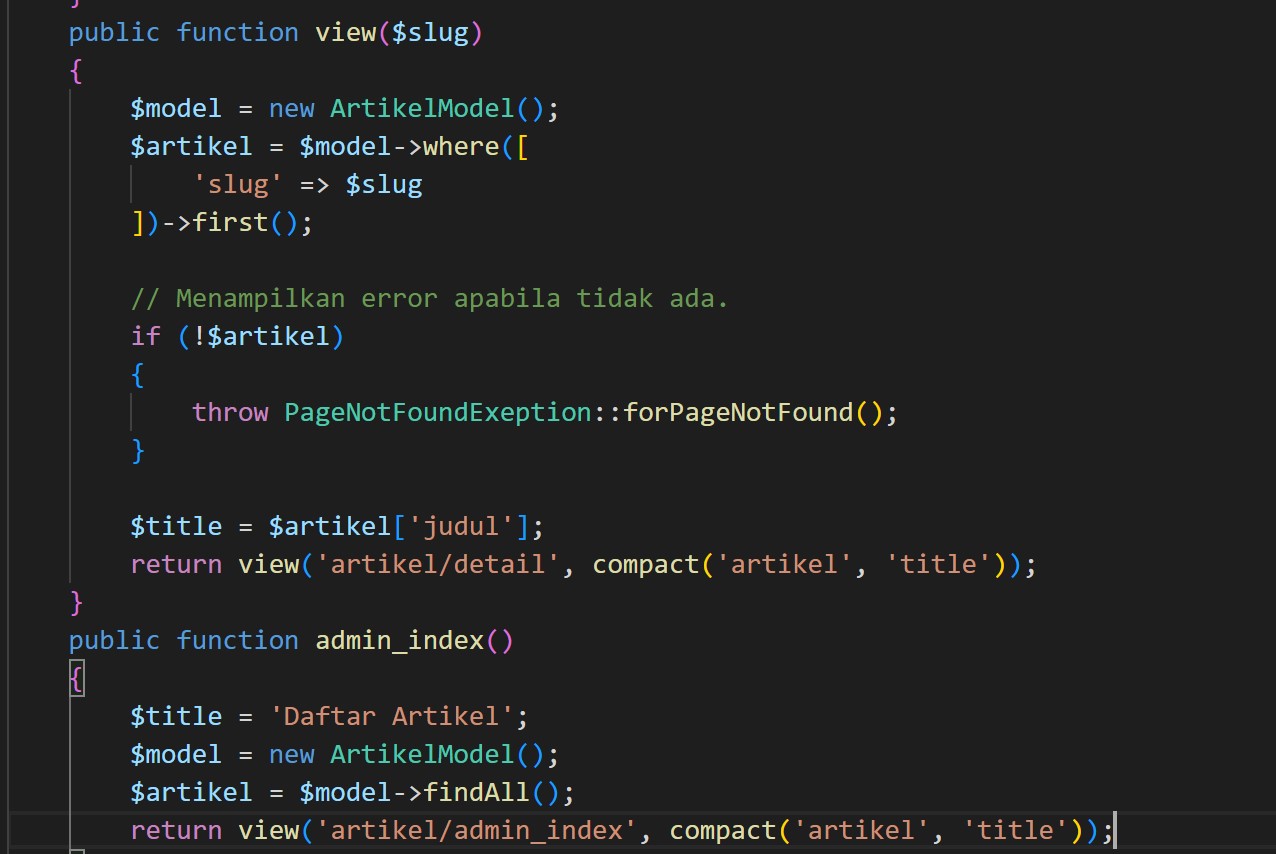 }
public function view($slug)
{
$model = new ArtikelModel();
$artikel = $model->where([
'slug' => $slug
])->first();
// Menampilkan error apabila tidak ada.
if (!$artikel)
{
throw PageNotFoundExeption::forPageNotFound();
}
$title = $artikel['judul'];
return view('artikel/detail', compact('artikel', 'title'));
}
public function admin_index()
{
$title = 'Daftar Artikel';
$model = new ArtikelModel();
$artikel = $model->findAll();
return view('artikel/admin_index', compact('artikel', 'title'));